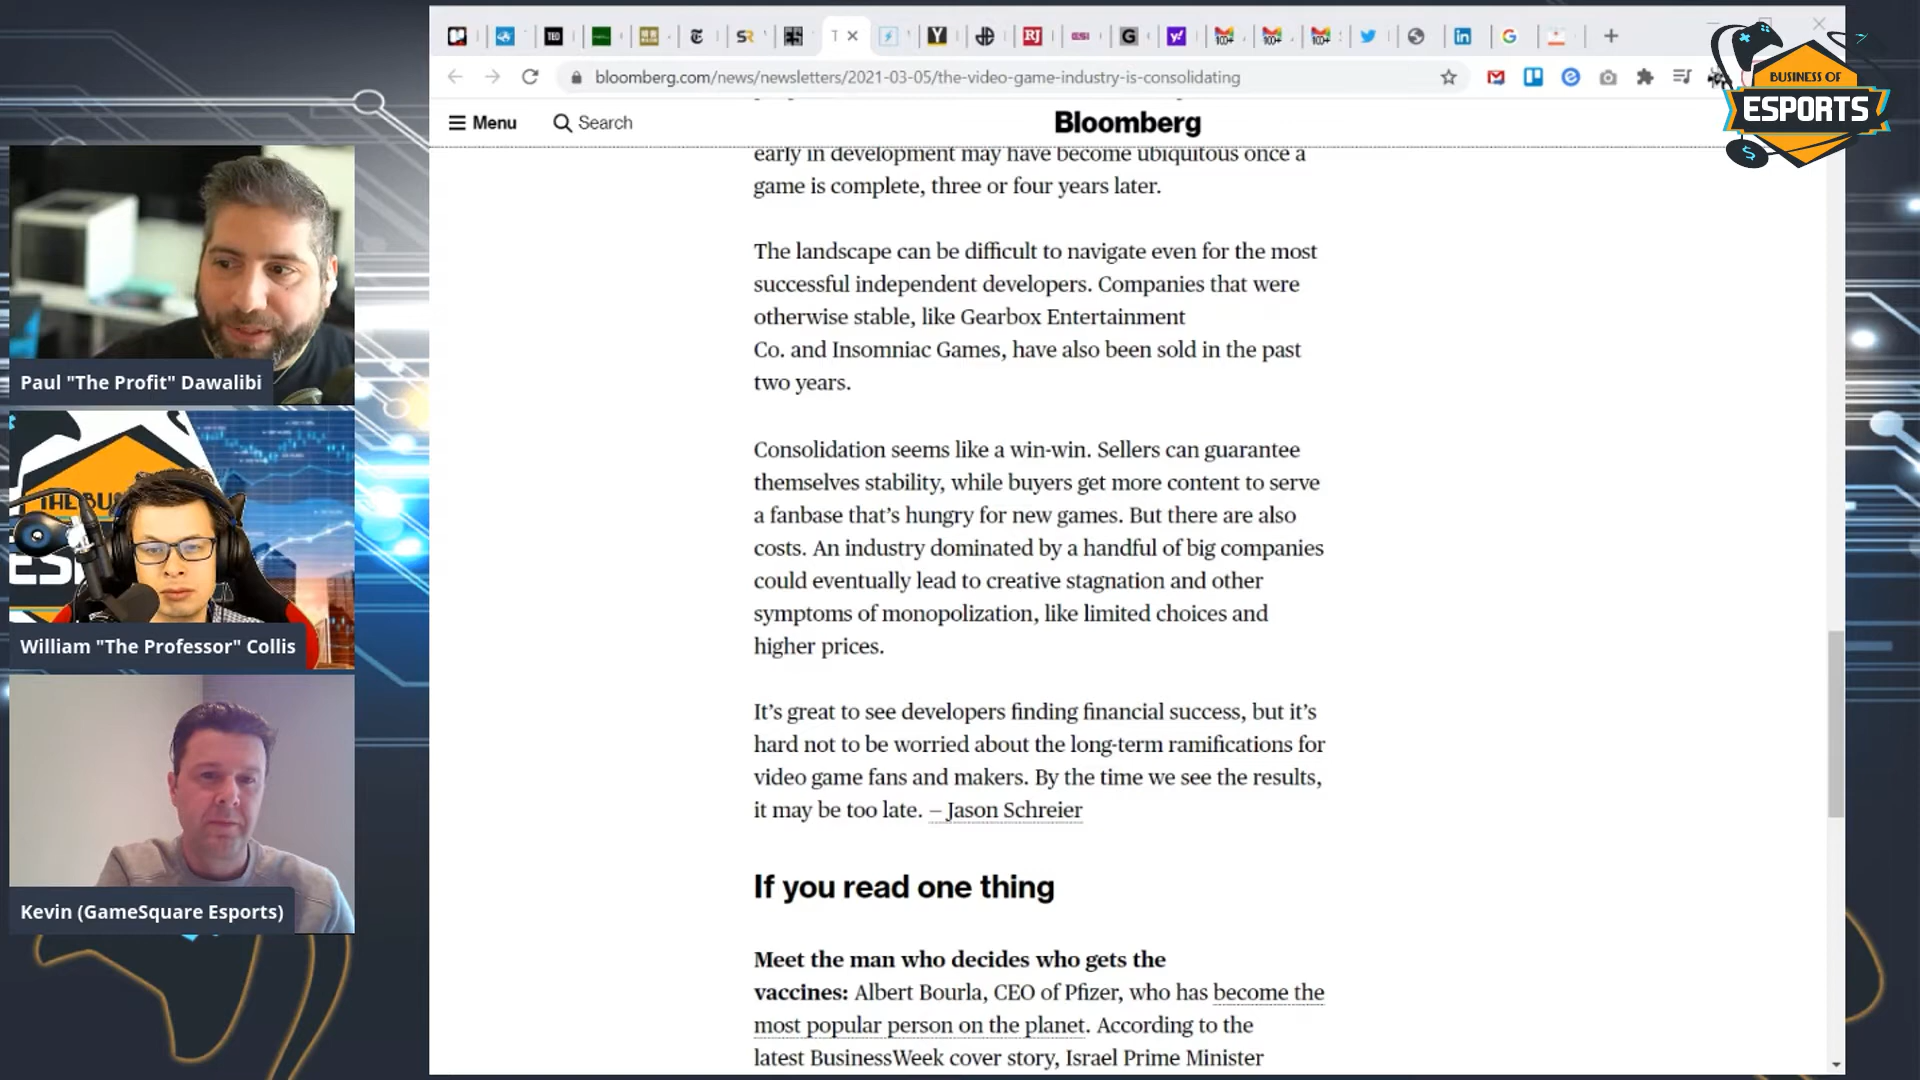 bloomberg.com/news/newsletters/2021-03-05/the-video-game-industry-is-consolidating
BUSINESS OF
ESPORTS
Menu
Search
Bloomberg
early in development may have become ubiquitous once a
game is complete, three or four years later.
The landscape can be difficult to navigate even for the most
successful independent developers. Companies that were
otherwise stable, like Gearbox Entertainment
Co. and Insomniac Games, have also been sold in the past
two years.
Consolidation seems like a win-win. Sellers can guarantee
themselves stability, while buyers get more content to serve
a fanbase that’s hungry for new games. But there are also
costs. An industry dominated by a handful of big companies
could eventually lead to creative stagnation and other
symptoms of monopolization, like limited choices and
higher prices.
It’s great to see developers finding financial success, but it’s
hard not to be worried about the long-term ramifications for
video game fans and makers. By the time we see the results,
it may be too late. – Jason Schreier
If you read one thing
Meet the man who decides who gets the
vaccines: Albert Bourla, CEO of Pfizer, who has become the
most popular person on the planet. According to the
latest BusinessWeek cover story, Israel Prime Minister
Paul "The Profit" Dawalibi
William "The Professor" Collis
Kevin (GameSquare Esports)